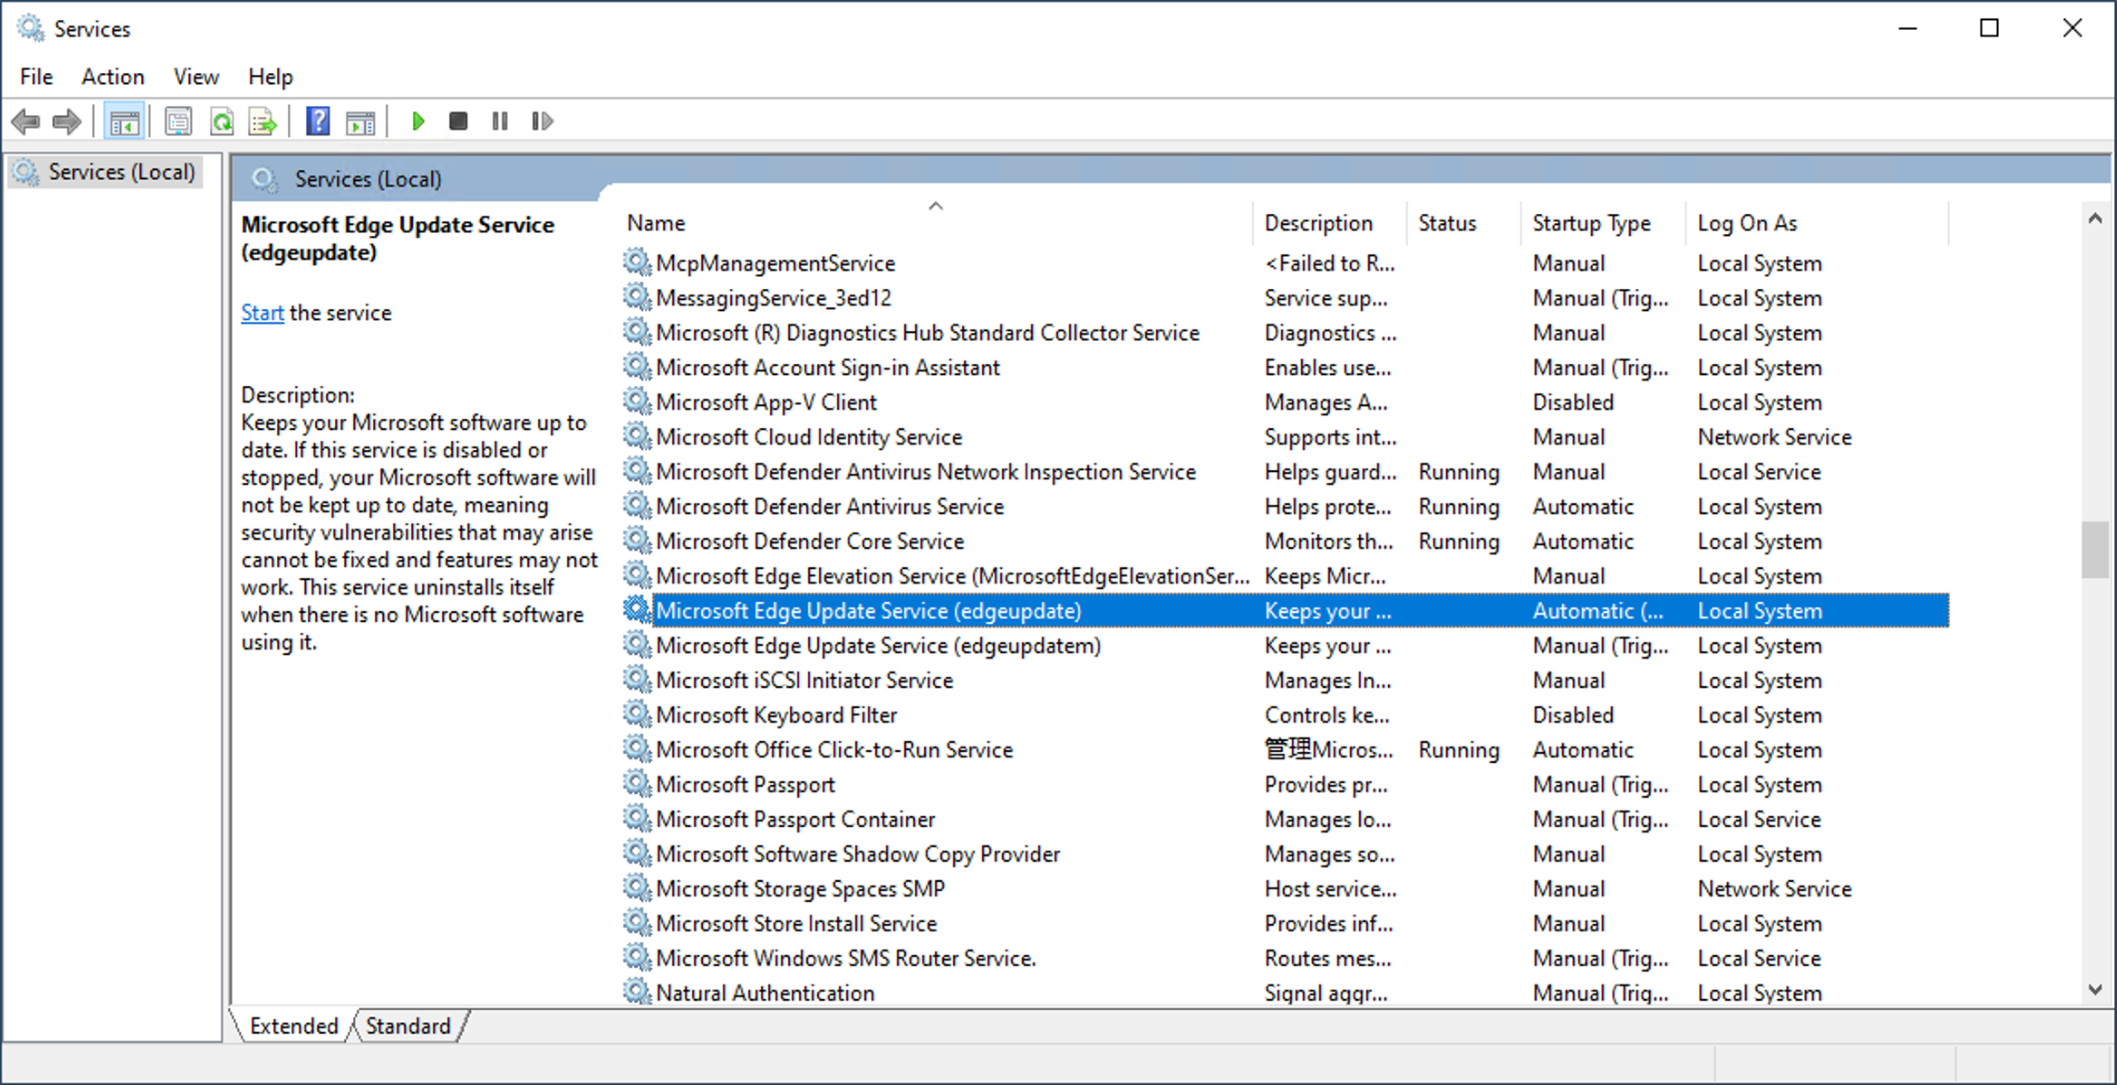 Services
File Action View Help
Services (Local)
Services (Local)
Microsoft Edge Update Service
(edgeupdate)
Start the service
Description:
Keeps your Microsoft software up to
date. If this service is disabled or
stopped, your Microsoft software will
not be kept up to date, meaning
security vulnerabilities that may arise
cannot be fixed and features may not
work. This service uninstalls itself
when there is no Microsoft software
using it.
Name Description Status Startup Type Log On As
McpManagementService <Failed to R... Manual Local System
MessagingService_3ed12 Service sup... Manual (Trig... Local System
Microsoft (R) Diagnostics Hub Standard Collector Service Diagnostics ... Manual Local System
Microsoft Account Sign-in Assistant Enables use... Manual (Trig... Local System
Microsoft App-V Client Manages A... Disabled Local System
Microsoft Cloud Identity Service Supports int... Manual Network Service
Microsoft Defender Antivirus Network Inspection Service Helps guard... Running Manual Local Service
Microsoft Defender Antivirus Service Helps prote... Running Automatic Local System
Microsoft Defender Core Service Monitors th... Running Automatic Local System
Microsoft Edge Elevation Service (MicrosoftEdgeElevationSer... Keeps Micr... Manual Local System
Microsoft Edge Update Service (edgeupdate) Keeps your ... Automatic (... Local System
Microsoft Edge Update Service (edgeupdatem) Keeps your ... Manual (Trig... Local System
Microsoft iSCSI Initiator Service Manages In... Manual Local System
Microsoft Keyboard Filter Controls ke... Disabled Local System
Microsoft Office Click-to-Run Service 管理Micros... Running Automatic Local System
Microsoft Passport Provides pr... Manual (Trig... Local System
Microsoft Passport Container Manages lo... Manual (Trig... Local Service
Microsoft Software Shadow Copy Provider Manages so... Manual Local System
Microsoft Storage Spaces SMP Host service... Manual Network Service
Microsoft Store Install Service Provides inf... Manual Local System
Microsoft Windows SMS Router Service. Routes mes... Manual (Trig... Local Service
Natural Authentication Signal aggr... Manual (Trig... Local System
Extended Standard